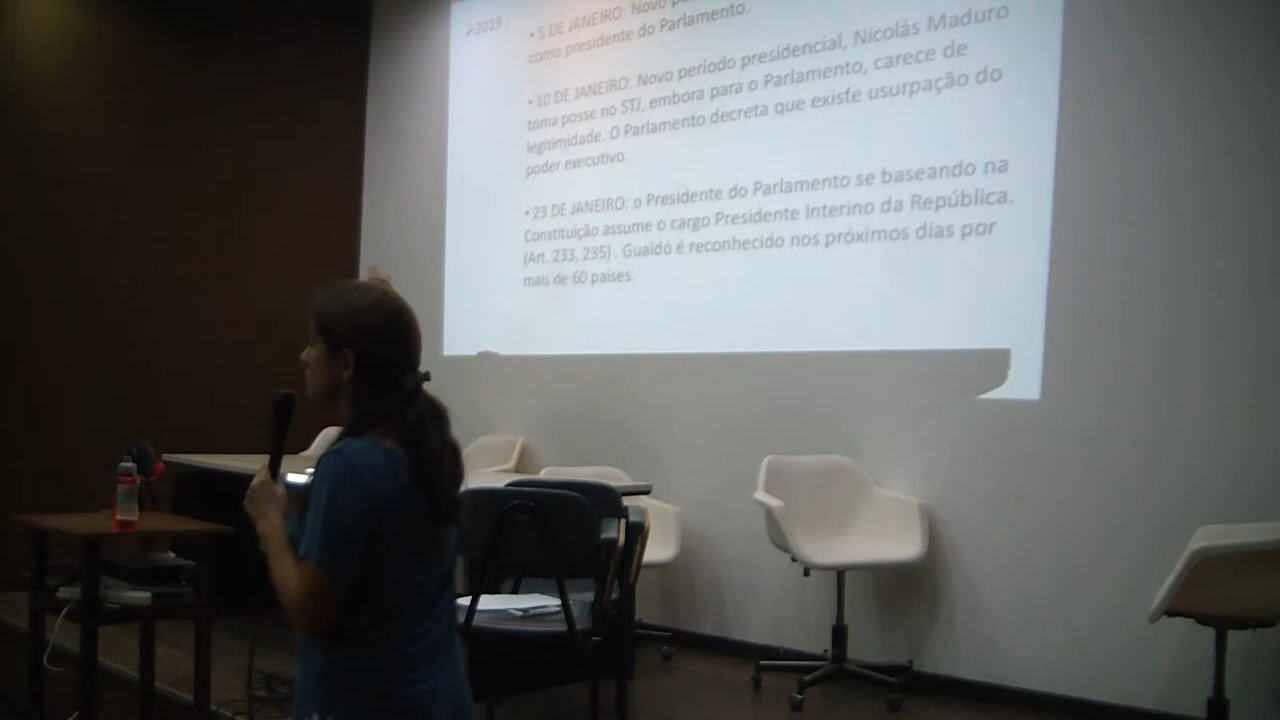 ➢2019 :
• 5 DE JANEIRO: Novo
como presidente do Parlamento.
• 10 DE JANEIRO: Novo periodo presidencial, Nicolás Maduro
toma posse no STJ, embora para o Parlamento, carece de
legitimidade. O Parlamento decreta que existe usurpação do
poder executivo.
• 23 DE JANEIRO: o Presidente do Parlamento se baseando na
Constituição assume o cargo Presidente Interino da República.
(Art. 233, 235) . Guaidó é reconhecido nos próximos dias por
mais de 60 países.